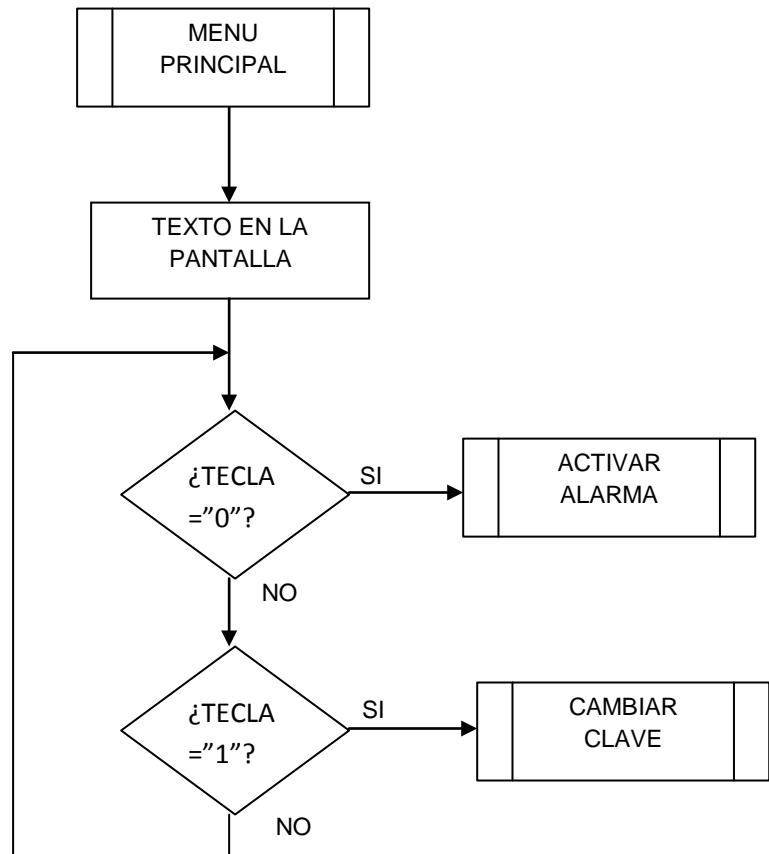 MENU
PRINCIPAL
TEXTO EN LA
PANTALLA
¿TECLA
=”0”?
SI
ACTIVAR
ALARMA
NO
¿TECLA
=”1”?
SI
CAMBIAR
CLAVE
NO